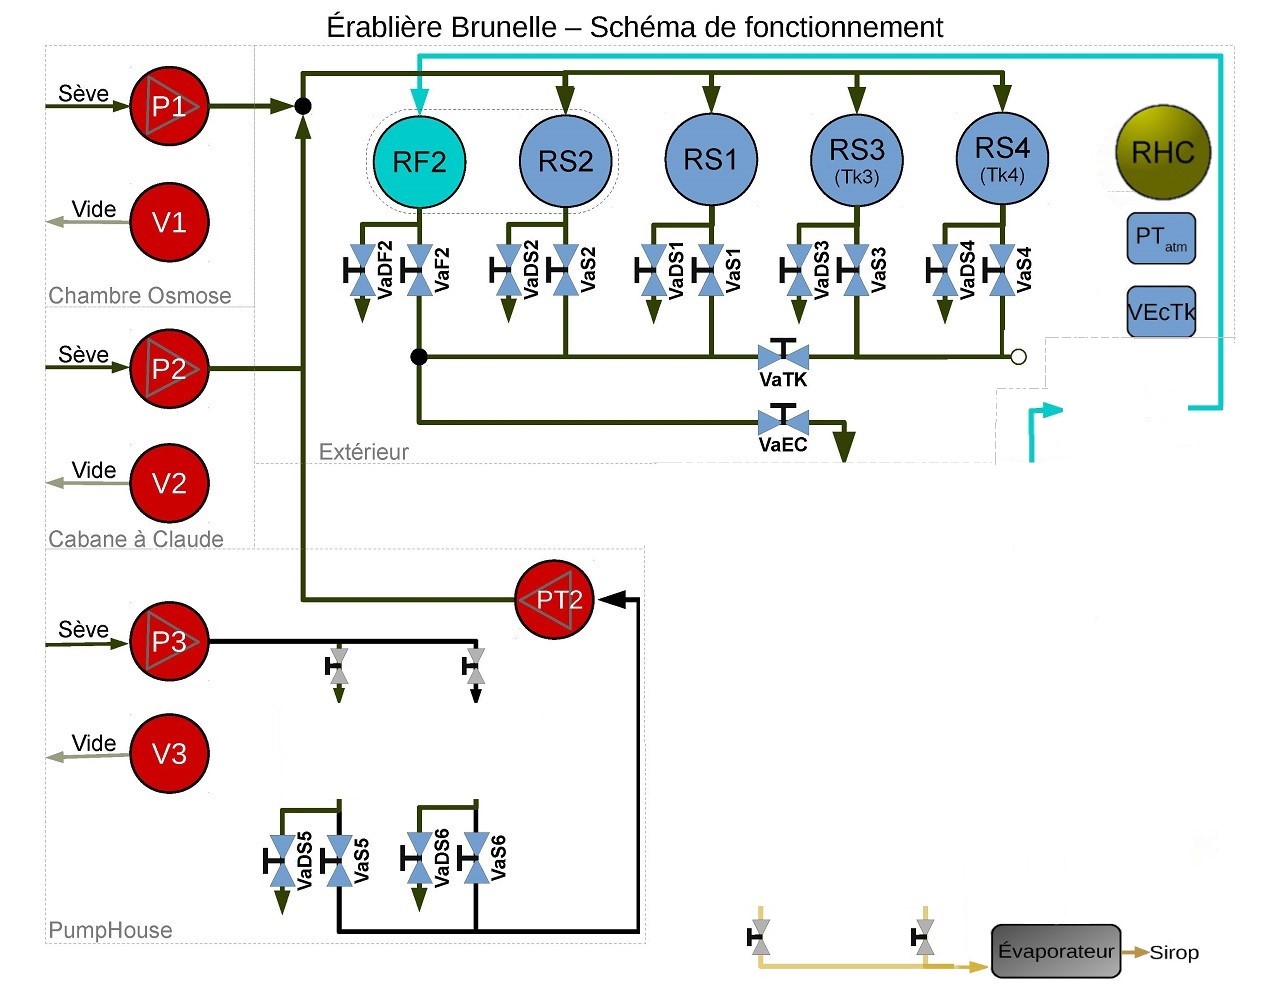 Érablière Brunelle – Schéma de fonctionnement
Sève
P1
Vide
V1
Chambre Osmose
RF2
RS2
RS1
RS3
(Tk3)
RS4
(Tk4)
RHC
PTatm
VEcTk
VaDF2
VaF2
VaDS2
VaS2
VaDS1
VaS1
VaDS3
VaS3
VaDS4
VaS4
VaTK
VaEC
Extérieur
Sève
P2
Vide
V2
Cabane à Claude
PT2
Sève
P3
Vide
V3
VaDS5
VaS5
VaDS6
VaS6
PumpHouse
Évaporateur
Sirop